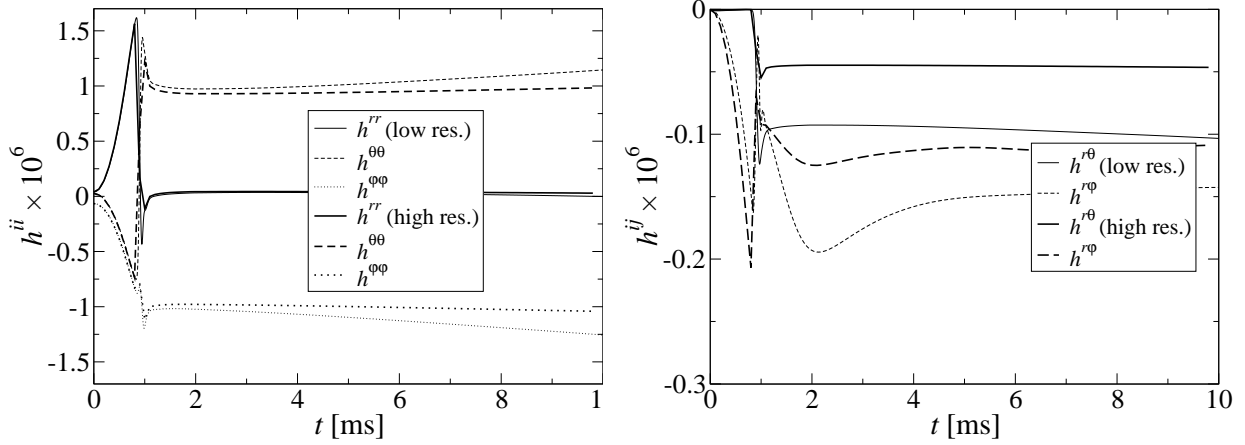 1.5
1
0.5
0
-0.5
-1
-1.5
h^{ii} × 10^6
h^{rr} (low res.)
h^{θθ}
h^{φφ}
h^{rr} (high res.)
h^{θθ}
h^{φφ}
0 2 4 6 8 1
t [ms]
0
-0.1
-0.2
-0.3
h^{ij} × 10^6
h^{rθ} (low res.)
h^{rφ}
h^{rθ} (high res.)
h^{rφ}
0 2 4 6 8 10
t [ms]